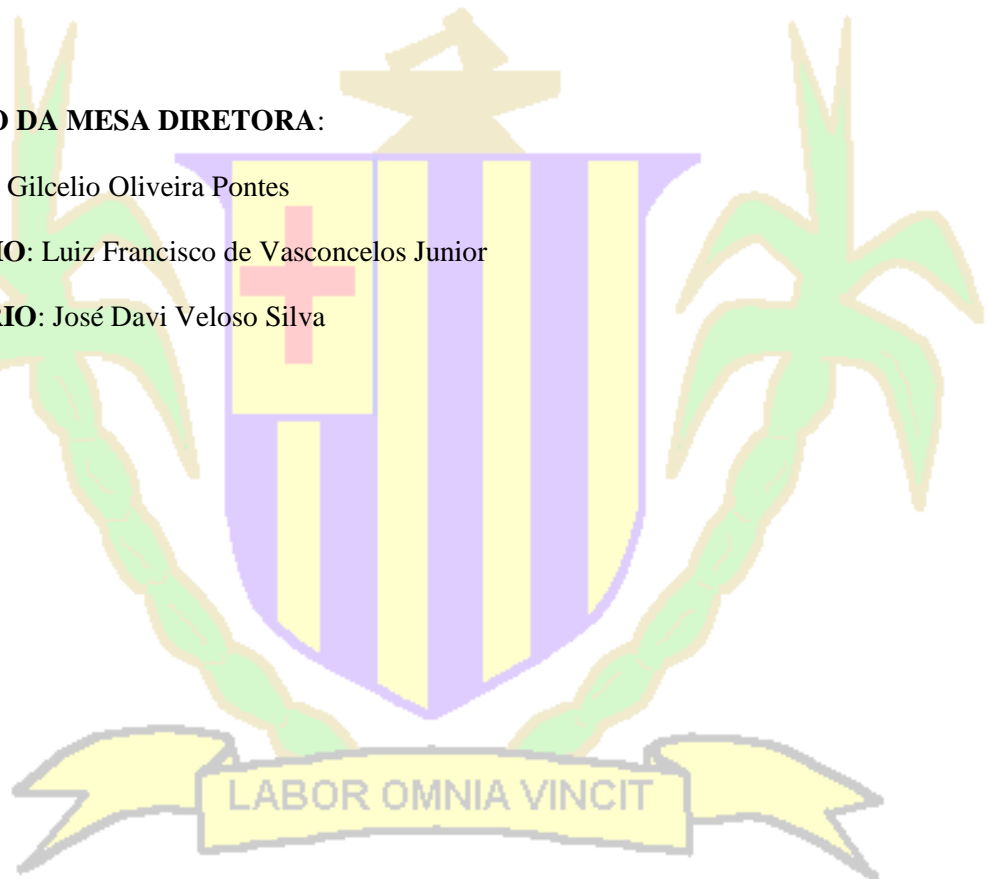 O DA MESA DIRETORA:
Gilcelio Oliveira Pontes
IO: Luiz Francisco de Vasconcelos Junior
RIO: José Davi Veloso Silva
LABOR OMNIA VINCIT